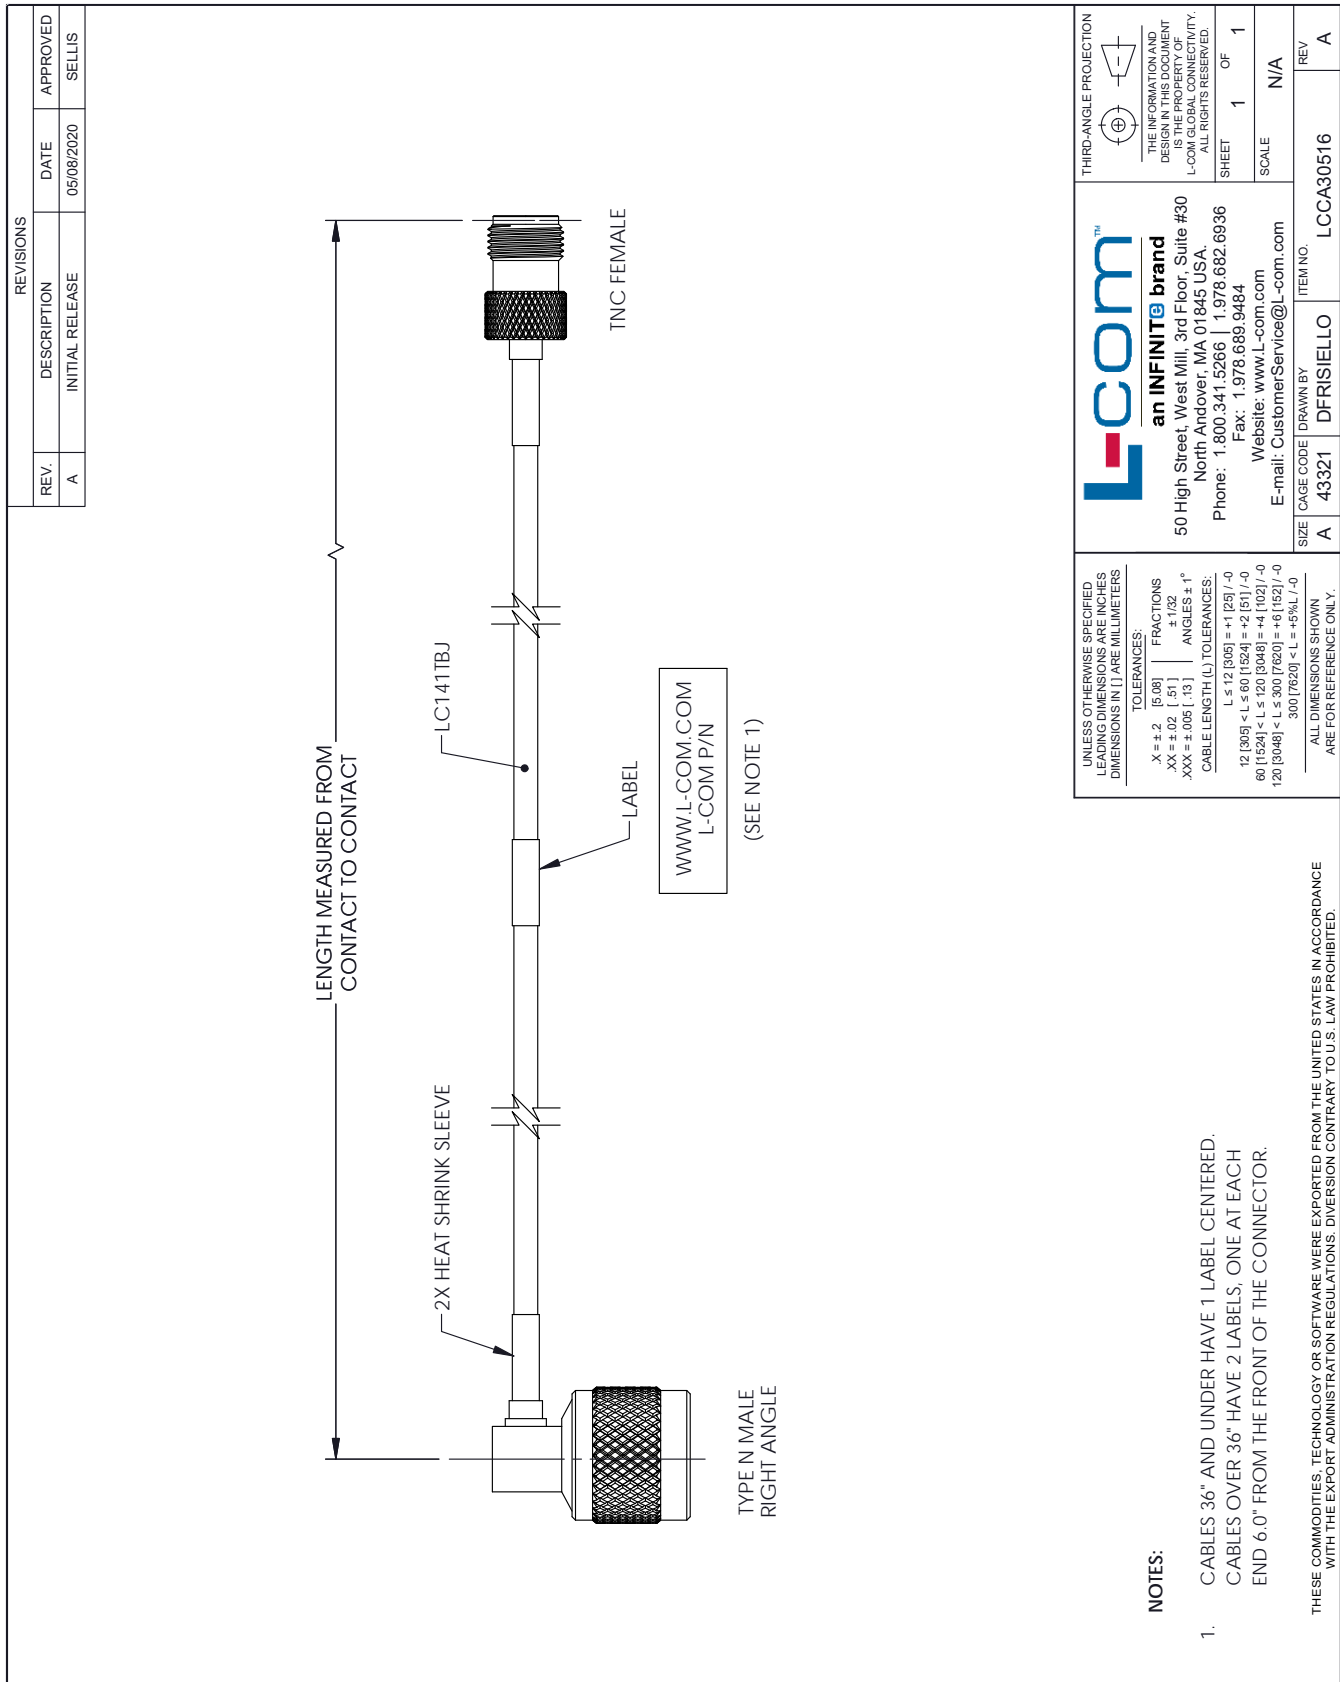 REVISIONS
REV. DESCRIPTION DATE APPROVED
A INITIAL RELEASE 05/08/2020 SELLIS
LENGTH MEASURED FROM
CONTACT TO CONTACT
2X HEAT SHRINK SLEEVE
LC141TBJ
LABEL
TYPE N MALE
RIGHT ANGLE
TNC FEMALE
WWW.L-COM.COM
L-COM P/N
(SEE NOTE 1)
NOTES:
1. CABLES 36" AND UNDER HAVE 1 LABEL CENTERED.
CABLES OVER 36" HAVE 2 LABELS, ONE AT EACH
END 6.0" FROM THE FRONT OF THE CONNECTOR.
THESE COMMODITIES, TECHNOLOGY OR SOFTWARE WERE EXPORTED FROM THE UNITED STATES IN ACCORDANCE
WITH THE EXPORT ADMINISTRATION REGULATIONS. DIVERSION CONTRARY TO U.S. LAW PROHIBITED.
UNLESS OTHERWISE SPECIFIED
LEADING DIMENSIONS ARE INCHES
DIMENSIONS IN [ ] ARE MILLIMETERS
TOLERANCES:
.X = ±.2 [5.08] FRACTIONS
.XX = ±.02 [ .51 ] ± 1/32
.XXX = ±.005 [ .13 ] ANGLES ± 1°
CABLE LENGTH (L) TOLERANCES:
L ≤ 12 [305] = +1 [25] / -0
12 [305] < L ≤ 60 [1524] = +2 [51] / -0
60 [1524] < L ≤ 120 [3048] = +4 [102] / -0
120 [3048] < L ≤ 300 [7620] = +6 [152] / -0
300 [7620] < L = +5%L / -0
ALL DIMENSIONS SHOWN
ARE FOR REFERENCE ONLY.
L-com™
an INFINITe brand
50 High Street, West Mill, 3rd Floor, Suite #30
North Andover, MA 01845 USA.
Phone: 1.800.341.5266 | 1.978.682.6936
Fax: 1.978.689.9484
Website: www.L-com.com
E-mail: CustomerService@L-com.com
THIRD-ANGLE PROJECTION
THE INFORMATION AND
DESIGN IN THIS DOCUMENT
IS THE PROPERTY OF
L-COM GLOBAL CONNECTIVITY.
ALL RIGHTS RESERVED.
SHEET 1 OF 1
SCALE N/A
SIZE CAGE CODE DRAWN BY ITEM NO. REV
A 43321 DFRISIELLO LCCA30516 A